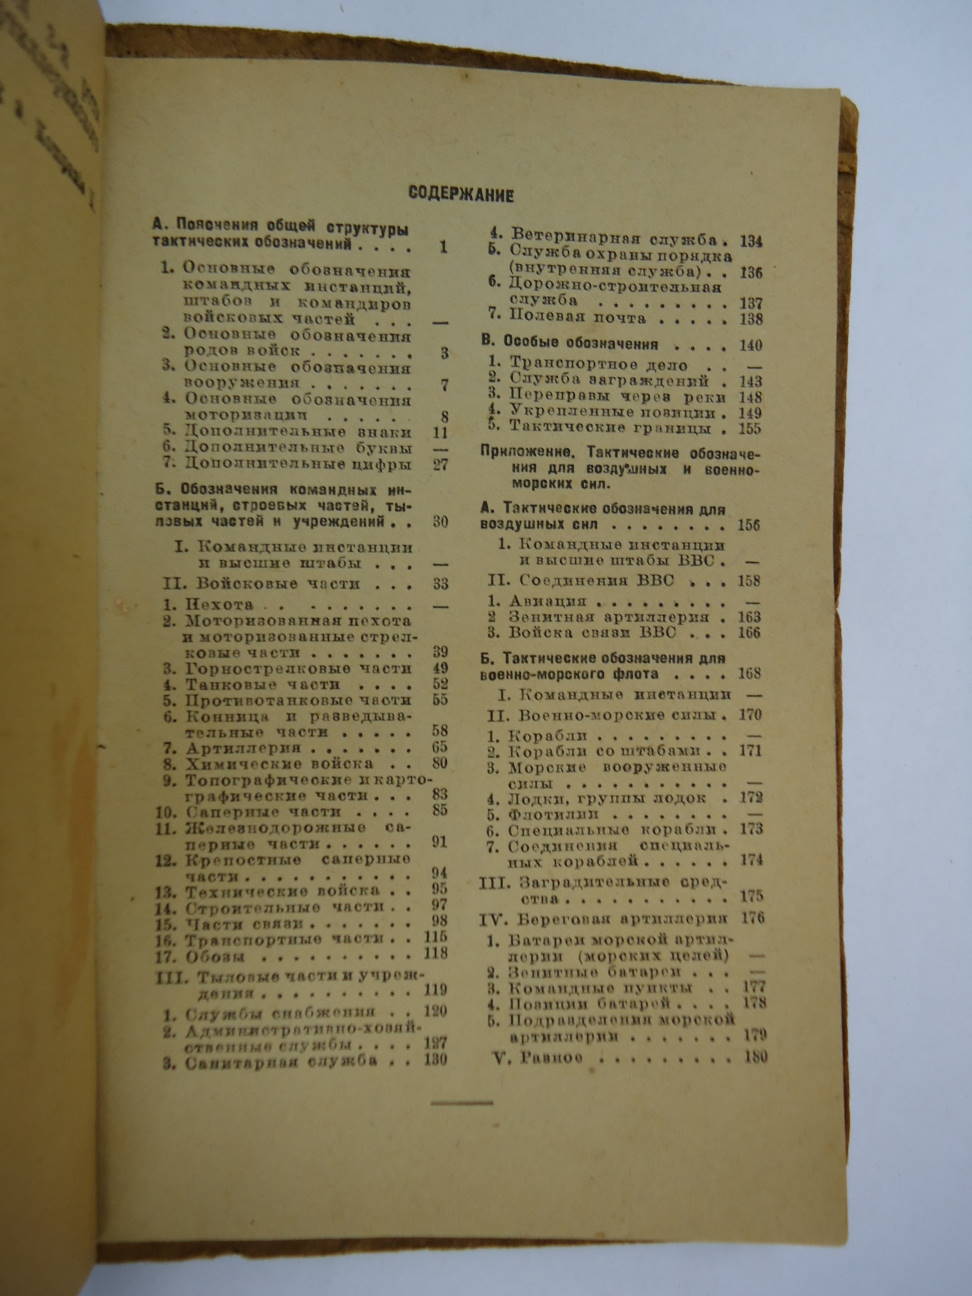 СОДЕРЖАНИЕ
А. Пояснения общей структуры
тактических обозначений . . . . 1
1. Основные обозначения
командных инстанций,
штабов и командиров
войсковых частей . . . —
2. Основные обозначения
родов войск . . . . . . . 3
3. Основные обозначения
вооружения . . . . . . . 7
4. Основные обозначения
моторизации . . . . . 8
5. Дополнительные знаки 11
6. Дополнительные буквы —
7. Дополнительные цифры 27
Б. Обозначения командных ин-
станций, строевых частей, ты-
ловых частей и учреждений . . 30
I. Командные инстанции
и высшие штабы . . . —
II. Войсковые части . . . 33
1. Пехота . . . . . . . . . —
2. Моторизованная пехота
и моторизованные стрел-
ковые части . . . . . . . 39
3. Горнострелковые части 49
4. Танковые части . . . . 52
5. Противотанковые части 55
6. Конница и разведыва-
тельные части . . . . . 58
7. Артиллерия . . . . . . . 65
8. Химические войска . . 80
9. Топографические и карто-
графические части . . . 83
10. Саперные части . . . . 85
11. Железнодорожные са-
перные части . . . . . . 91
12. Крепостные саперные
части . . . . . . . . . . . 94
13. Технические войска . . 95
14. Строительные части . . 97
15. Части связи . . . . . . . 98
16. Транспортные части . . 115
17. Обозы . . . . . . . . . . 118
III. Тыловые части и учреж-
дения . . . . . . . . . . 119
1. Службы снабжения . . 120
2. Административно-хозяй-
ственные службы . . . . 127
3. Санитарная служба . . 130
4. Ветеринарная служба . 134
5. Служба охраны порядка
(внутренняя служба) . . 136
6. Дорожно-строительная
служба . . . . . . . . . 137
7. Полевая почта . . . . . 138
В. Особые обозначения . . . . 140
1. Транспортное дело . . —
2. Служба заграждений . 143
3. Переправы через реки 148
4. Укрепленные позиции . 149
5. Тактические границы . 155
Приложение. Тактические обозначе-
ния для воздушных и военно-
морских сил.
А. Тактические обозначения для
воздушных сил . . . . . . . . 156
1. Командные инстанции
и высшие штабы ВВС . —
II. Соединения ВВС . . . 158
1. Авиация . . . . . . . . . —
2 Зенитная артиллерия . 163
3. Войска связи ВВС . . . 166
Б. Тактические обозначения для
военно-морского флота . . . . 168
I. Командные инстанции —
II. Военно-морские силы . 170
1. Корабли . . . . . . . . . —
2. Корабли со штабами . . 171
3. Морские вооруженные
силы . . . . . . . . . . . —
4. Лодки, группы лодок . 172
5. Флотилии . . . . . . . . —
6. Специальные корабли . 173
7. Соединения специаль-
ных кораблей . . . . . . 174
III. Заградительные сред-
ства . . . . . . . . . . . 175
IV. Береговая артиллерия 176
1. Батареи морской артил-
лерии (морских целей) —
2. Зенитные батареи . . . —
3. Командные пункты . . 177
4. Позиции батарей . . . . 178
5. Подразделения морской
артиллерии . . . . . . . 179
V. Разное . . . . . . . . . 180